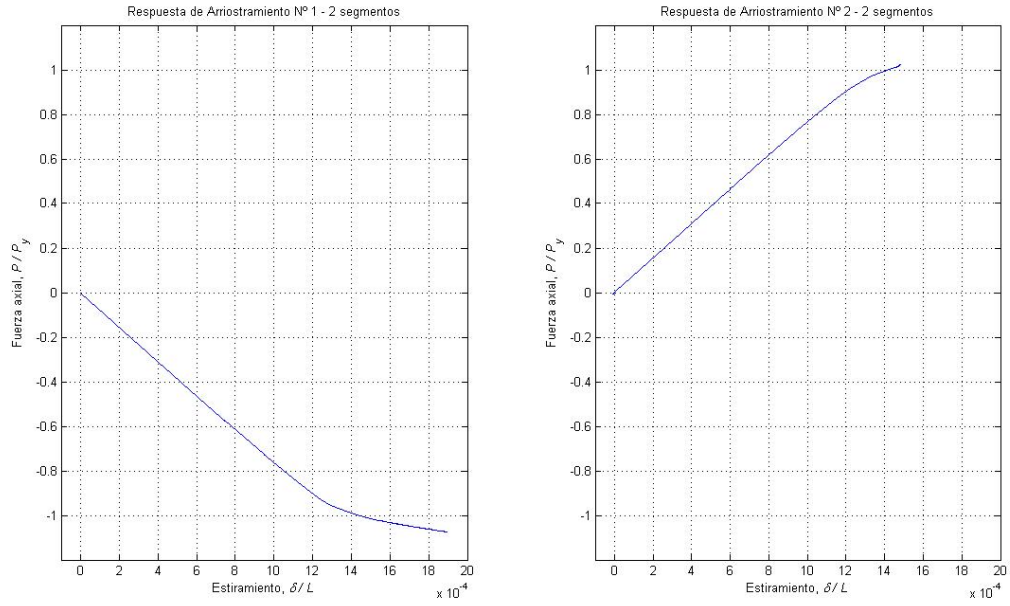 Respuesta de Arriostramiento Nº 1 - 2 segmentos
1
0.8
0.6
0.4
0.2
0
-0.2
-0.4
-0.6
-0.8
-1
Fuerza axial, P / Py
0 2 4 6 8 10 12 14 16 18 20
Estiramiento, δ / L
x 10⁻⁴
Respuesta de Arriostramiento Nº 2 - 2 segmentos
1
0.8
0.6
0.4
0.2
0
-0.2
-0.4
-0.6
-0.8
-1
Fuerza axial, P / Py
0 2 4 6 8 10 12 14 16 18 20
Estiramiento, δ / L
x 10⁻⁴